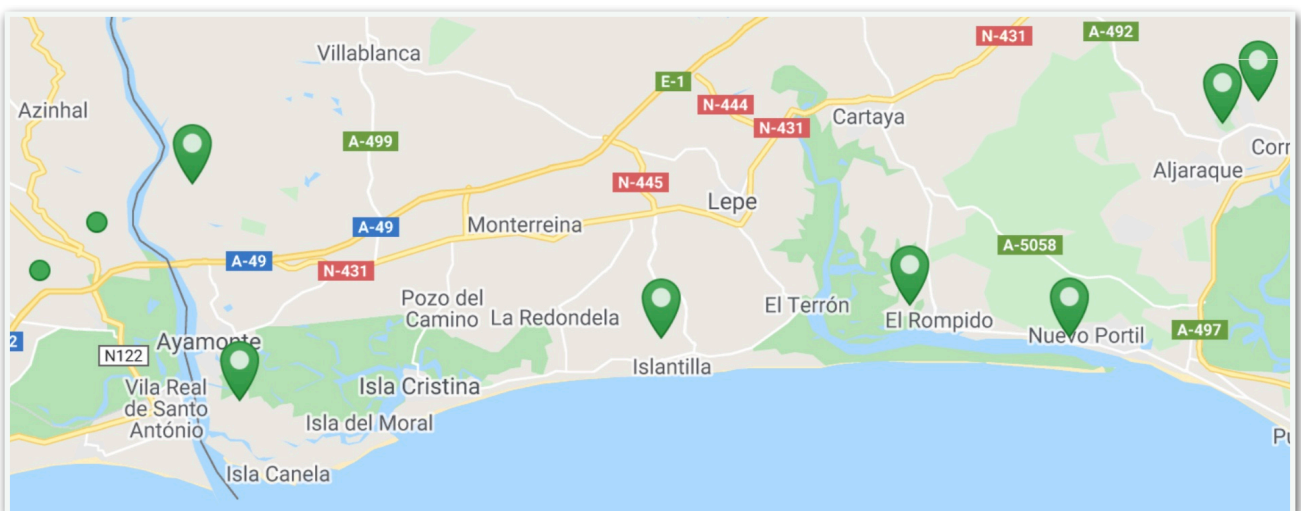 N-431
A-492
Villablanca
E-1
Azinhal
N-444
Cartaya
N-431
A-499
Corr
Aljaraque
N-445
Lepe
Monterreina
A-49
A-5058
A-49
N-431
Pozo del
Camino
La Redondela
El Terrón
El Rompido
Nuevo Portil
A-497
2
Ayamonte
N122
Islantilla
Vila Real
de Santo
António
Isla Cristina
Isla del Moral
Pu
Isla Canela